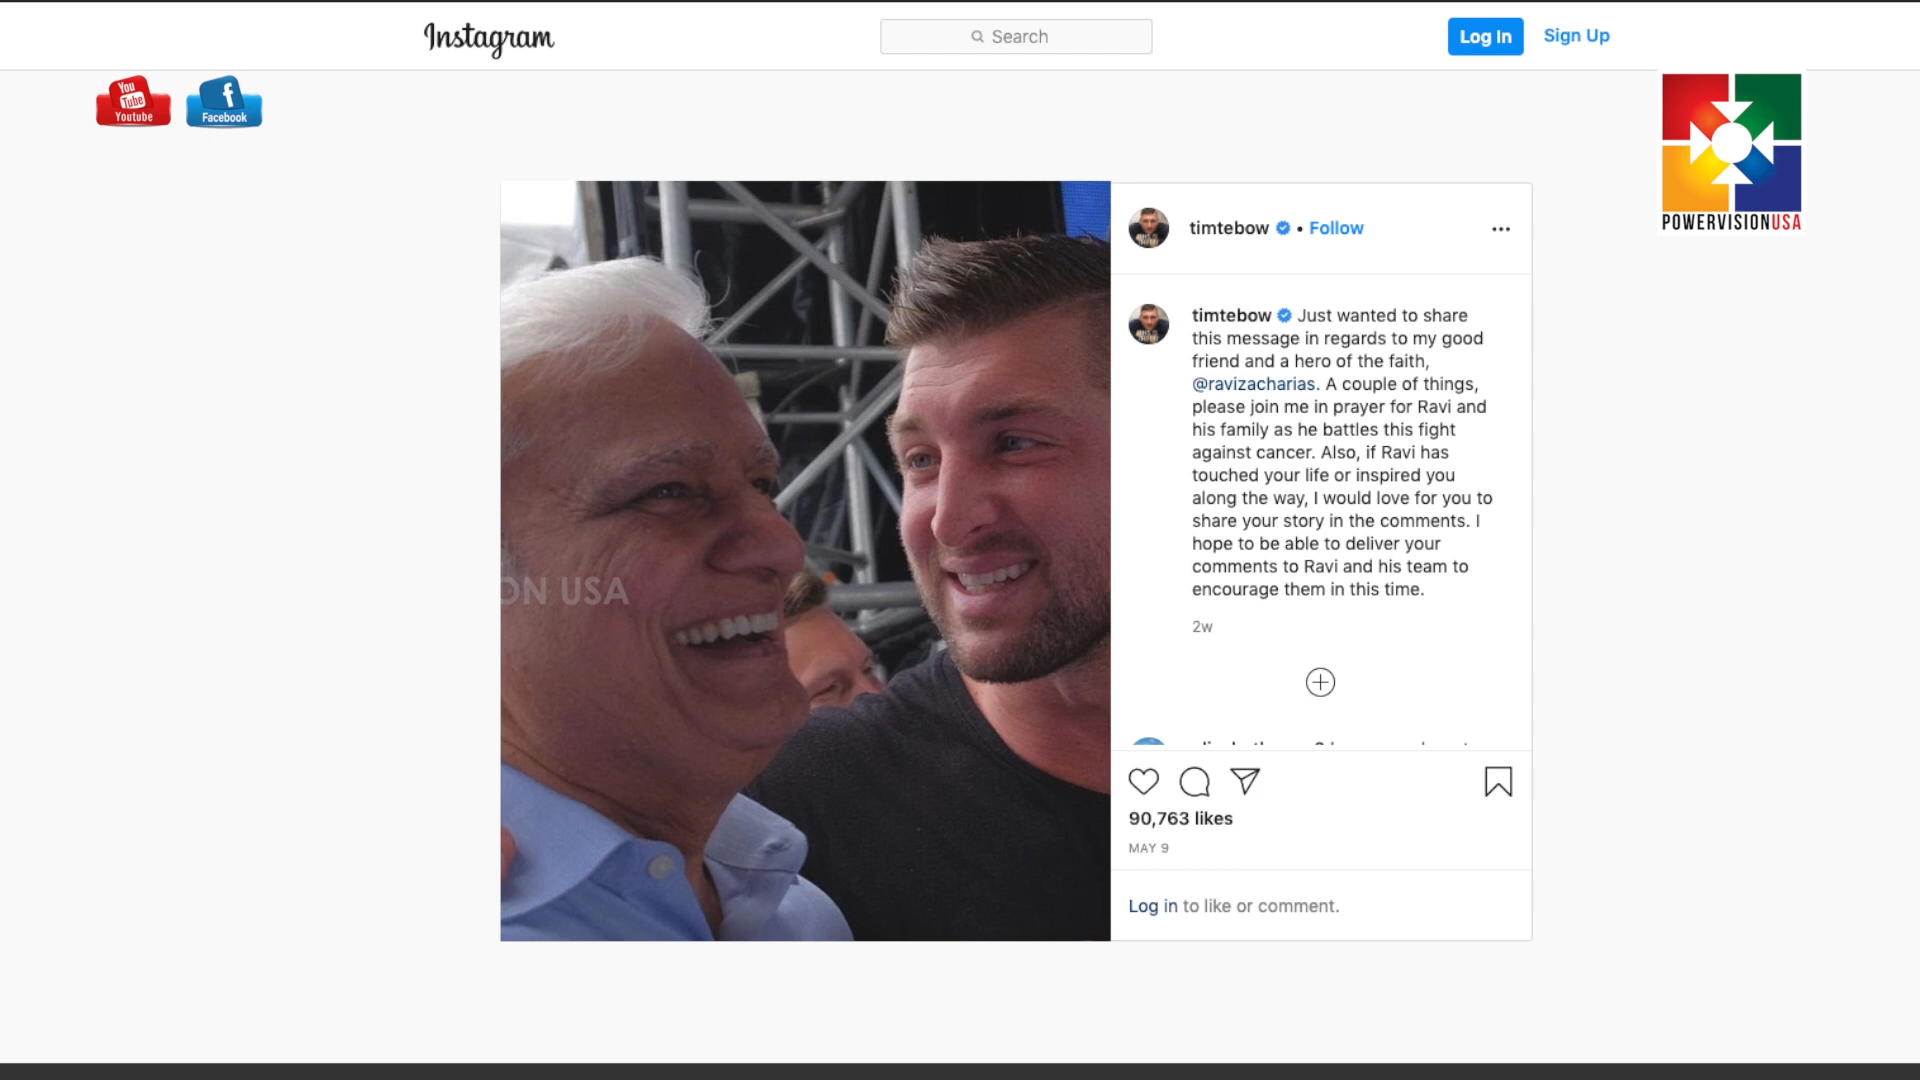 Instagram
Search
Log In
Sign Up
You
Tube
Youtube
f
Facebook
POWERVISIONUSA
timtebow • Follow
timtebow Just wanted to share
this message in regards to my good
friend and a hero of the faith,
@ravizacharias. A couple of things,
please join me in prayer for Ravi and
his family as he battles this fight
against cancer. Also, if Ravi has
touched your life or inspired you
along the way, I would love for you to
share your story in the comments. I
hope to be able to deliver your
comments to Ravi and his team to
encourage them in this time.
2w
ON USA
90,763 likes
MAY 9
Log in to like or comment.